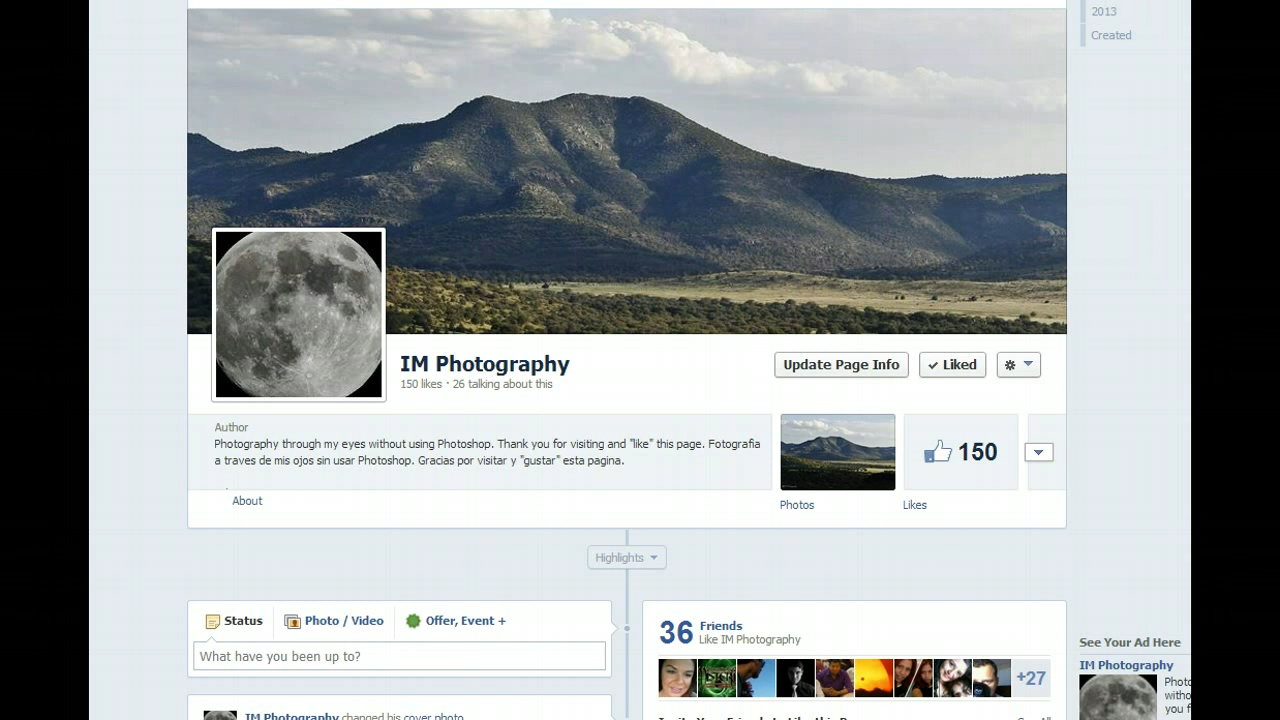 2013
Created
IM Photography
150 likes · 26 talking about this
Update Page Info
Liked
Author
Photography through my eyes without using Photoshop. Thank you for visiting and "like" this page. Fotografia
a traves de mis ojos sin usar Photoshop. Gracias por visitar y "gustar" esta pagina.
About
Photos
150
Likes
Highlights
Status
Photo / Video
Offer, Event +
What have you been up to?
36 Friends
Like IM Photography
+27
See Your Ad Here
IM Photography
IM Photography changed his cover photo